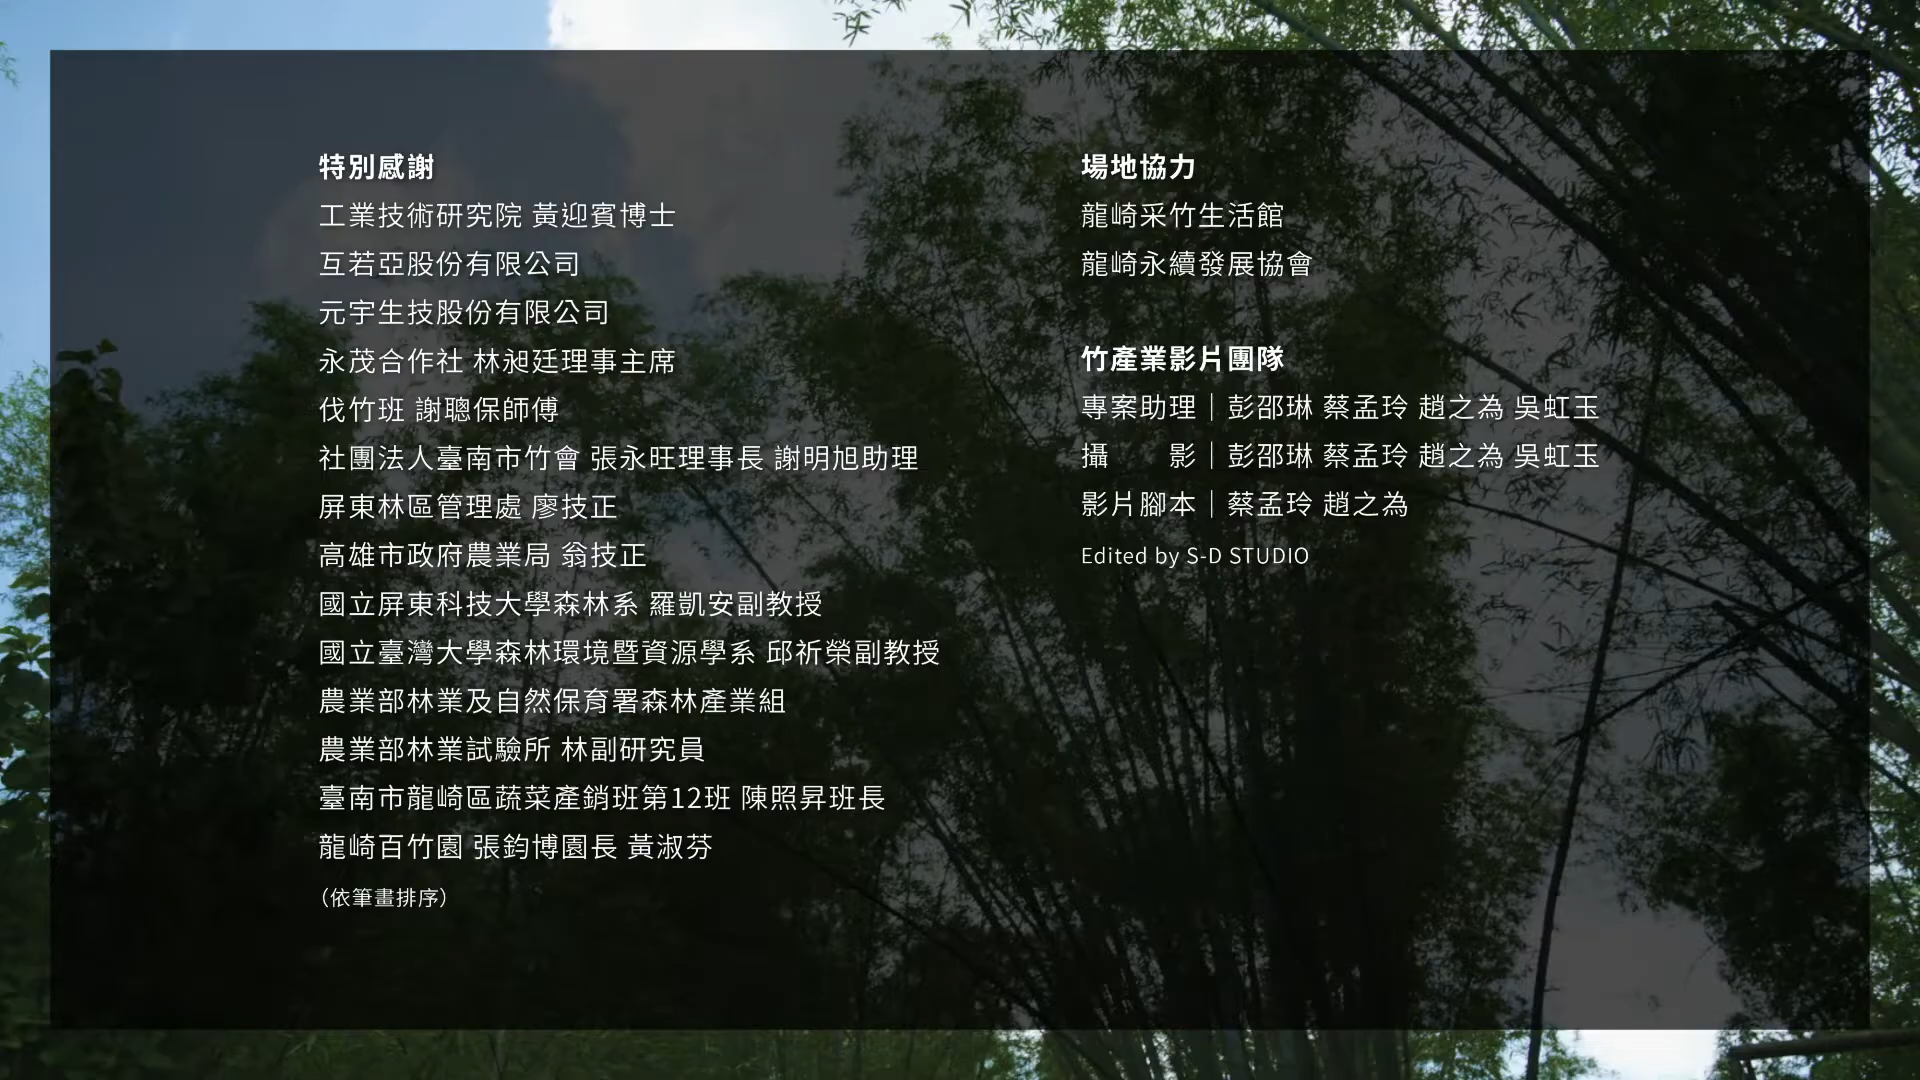 特別感謝
工業技術研究院 黃迎賓博士
互若亞股份有限公司
元宇生技股份有限公司
永茂合作社 林昶廷理事主席
伐竹班 謝聰保師傅
社團法人臺南市竹會 張永旺理事長 謝明旭助理
屏東林區管理處 廖技正
高雄市政府農業局 翁技正
國立屏東科技大學森林系 羅凱安副教授
國立臺灣大學森林環境暨資源學系 邱祈榮副教授
農業部林業及自然保育署森林產業組
農業部林業試驗所 林副研究員
臺南市龍崎區蔬菜產銷班第12班 陳照昇班長
龍崎百竹園 張鈞博園長 黃淑芬
（依筆畫排序）
場地協力
龍崎采竹生活館
龍崎永續發展協會
竹產業影片團隊
專案助理｜彭邵琳 蔡孟玲 趙之為 吳虹玉
攝　　影｜彭邵琳 蔡孟玲 趙之為 吳虹玉
影片腳本｜蔡孟玲 趙之為
Edited by S-D STUDIO